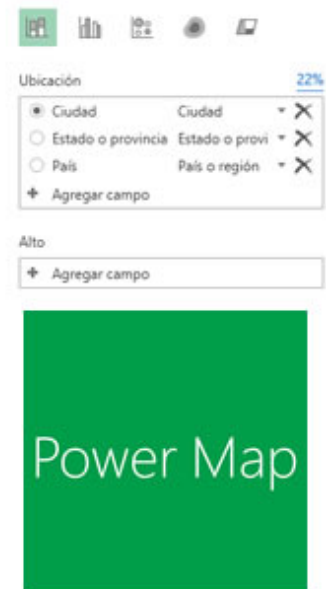 Ubicación 22%
Ciudad Ciudad
Estado o provincia Estado o provi
País País o región
Agregar campo
Alto
Agregar campo
Power Map